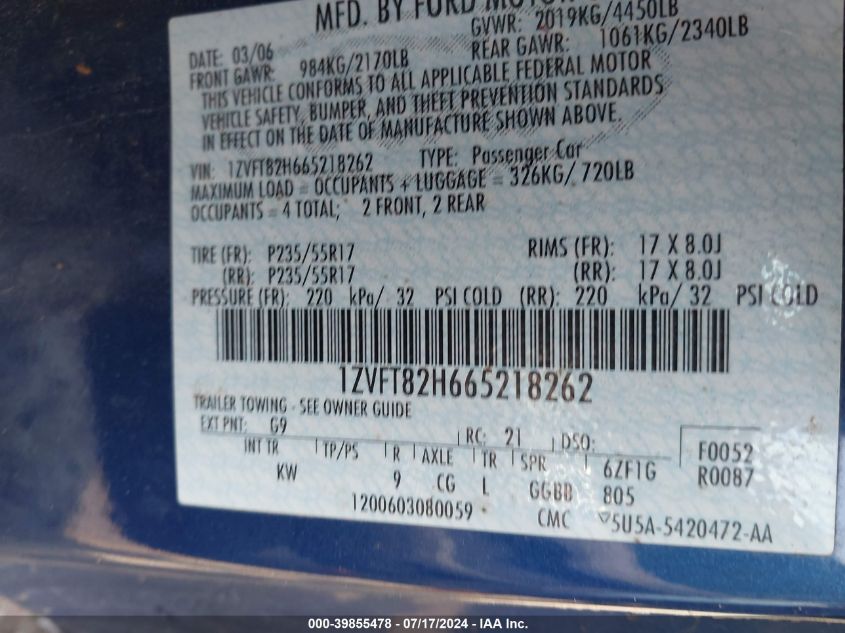 MFD. BY FORD MOTOR
GVWR: 2019KG/4450LB
DATE: 03/06
REAR GAWR: 1061KG/2340LB
FRONT GAWR: 984KG/2170LB
THIS VEHICLE CONFORMS TO ALL APPLICABLE FEDERAL MOTOR
VEHICLE SAFETY, BUMPER, AND THEFT PREVENTION STANDARDS
IN EFFECT ON THE DATE OF MANUFACTURE SHOWN ABOVE.
VIN: 1ZVFT82H665218262 TYPE: Passenger Car
MAXIMUM LOAD = OCCUPANTS + LUGGAGE = 326KG/ 720LB
OCCUPANTS = 4 TOTAL; 2 FRONT, 2 REAR
TIRE (FR): P235/55R17 RIMS (FR): 17 X 8.0J
(RR): P235/55R17 (RR): 17 X 8.0J
PRESSURE (FR): 220 kPa/ 32 PSI COLD (RR): 220 kPa/ 32 PSI COLD
1ZVFT82H665218262
TRAILER TOWING - SEE OWNER GUIDE
EXT PNT: G9 RC: 21 DSO: F0052
INT TR TP/PS R AXLE TR SPR 6ZF1G R0087
KW 9 CG L GGBB 805
1200603080059 CMC ▽5U5A-5420472-AA
000-39855478 - 07/17/2024 - IAA Inc.